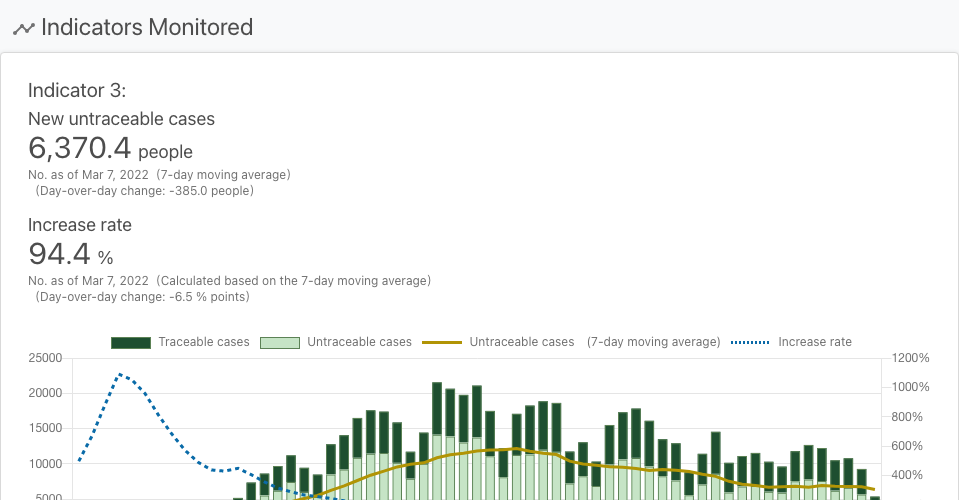 Indicators Monitored
Indicator 3:
New untraceable cases
6,370.4 people
No. as of Mar 7, 2022 (7-day moving average)
(Day-over-day change: -385.0 people)
Increase rate
94.4 %
No. as of Mar 7, 2022 (Calculated based on the 7-day moving average)
(Day-over-day change: -6.5 % points)
Traceable cases Untraceable cases Untraceable cases (7-day moving average) Increase rate
25000 1200%
20000 1000%
15000 800%
10000 600%
5000 400%